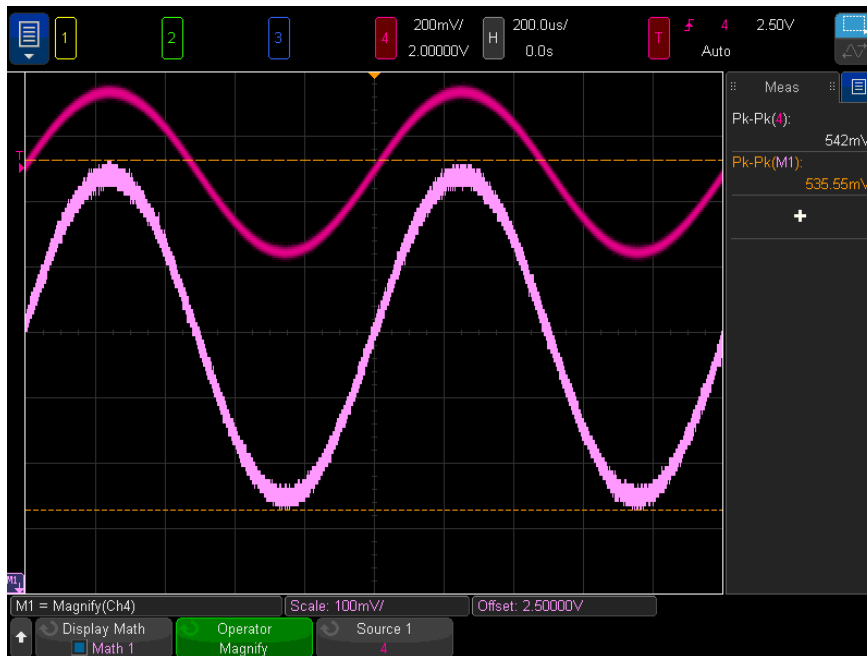 1 2 3 4 200mV/ 2.00000V H 200.0us/ 0.0s T 4 2.50V Auto
Meas
Pk-Pk(4):
542mV
Pk-Pk(M1):
535.55mV
+
T
M1
M1 = Magnify(Ch4) Scale: 100mV/ Offset: 2.50000V
Display Math Operator Source 1
Math 1 Magnify 4